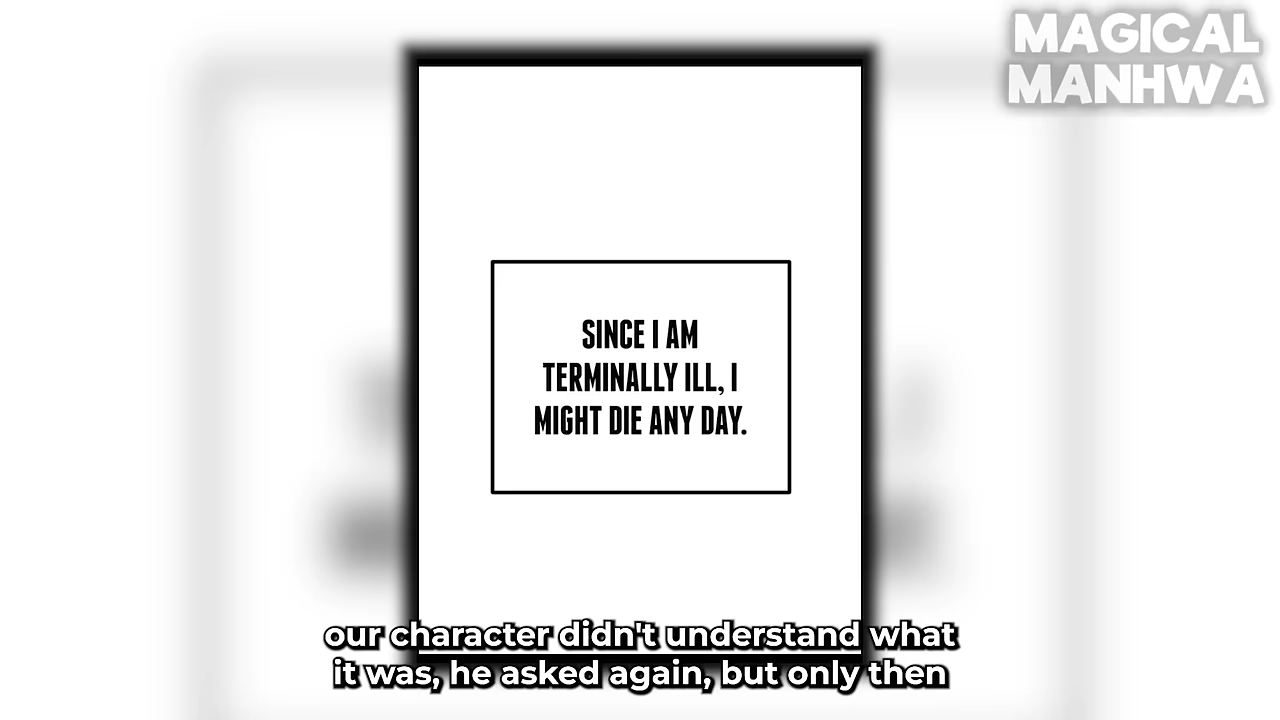 MAGICAL
MANHWA
SINCE I AM
TERMINALLY ILL, I
MIGHT DIE ANY DAY.
our character didn't understand what
it was, he asked again, but only then